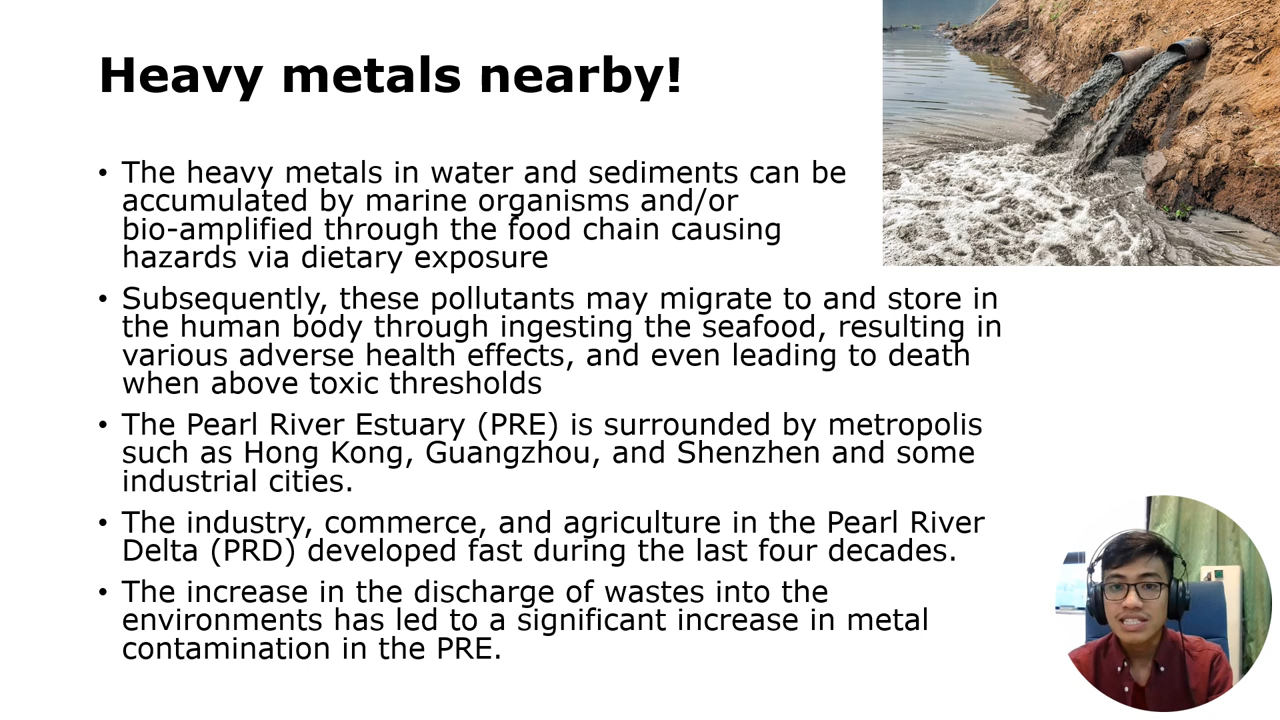 Heavy metals nearby!
• The heavy metals in water and sediments can be
accumulated by marine organisms and/or
bio-amplified through the food chain causing
hazards via dietary exposure
• Subsequently, these pollutants may migrate to and store in
the human body through ingesting the seafood, resulting in
various adverse health effects, and even leading to death
when above toxic thresholds
• The Pearl River Estuary (PRE) is surrounded by metropolis
such as Hong Kong, Guangzhou, and Shenzhen and some
industrial cities.
• The industry, commerce, and agriculture in the Pearl River
Delta (PRD) developed fast during the last four decades.
• The increase in the discharge of wastes into the
environments has led to a significant increase in metal
contamination in the PRE.